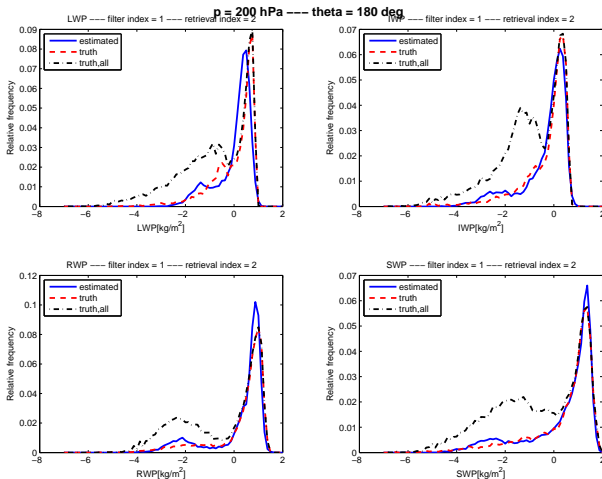 p = 200 hPa --- theta = 180 deg
LWP --- filter index = 1 --- retrieval index = 2
IWP --- filter index = 1 --- retrieval index = 2
0.09
0.08
0.07
0.06
0.05
0.04
0.03
0.02
0.01
0
Relative frequency
estimated
truth
truth,all
−8 −6 −4 −2 0 2
LWP[kg/m²]
0.07
0.06
0.05
0.04
0.03
0.02
0.01
0
Relative frequency
estimated
truth
truth,all
−8 −6 −4 −2 0 2
IWP[kg/m²]
RWP --- filter index = 1 --- retrieval index = 2
0.12
0.1
0.08
0.06
0.04
0.02
0
Relative frequency
estimated
truth
truth,all
−8 −6 −4 −2 0 2
RWP[kg/m²]
SWP --- filter index = 1 --- retrieval index = 2
0.07
0.06
0.05
0.04
0.03
0.02
0.01
0
Relative frequency
estimated
truth
truth,all
−8 −6 −4 −2 0 2
SWP[kg/m²]